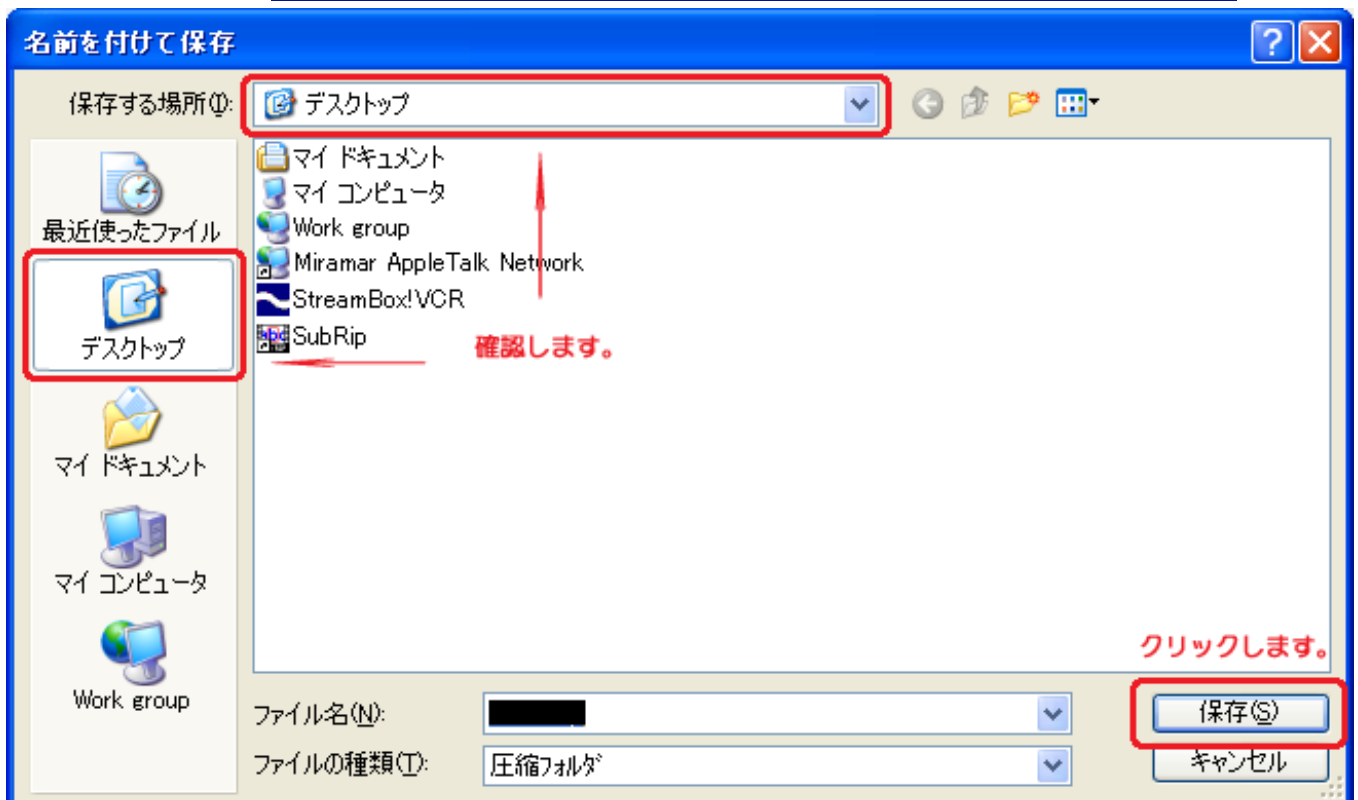 名前を付けて保存
保存する場所(I):
デスクトップ
最近使ったファイル
デスクトップ
マイ ドキュメント
マイ コンピュータ
Work group
マイ ドキュメント
マイ コンピュータ
Work group
Miramar AppleTalk Network
StreamBox!VCR
SubRip
確認します。
クリックします。
ファイル名(N):
保存(S)
ファイルの種類(T):
圧縮フォルダ
キャンセル